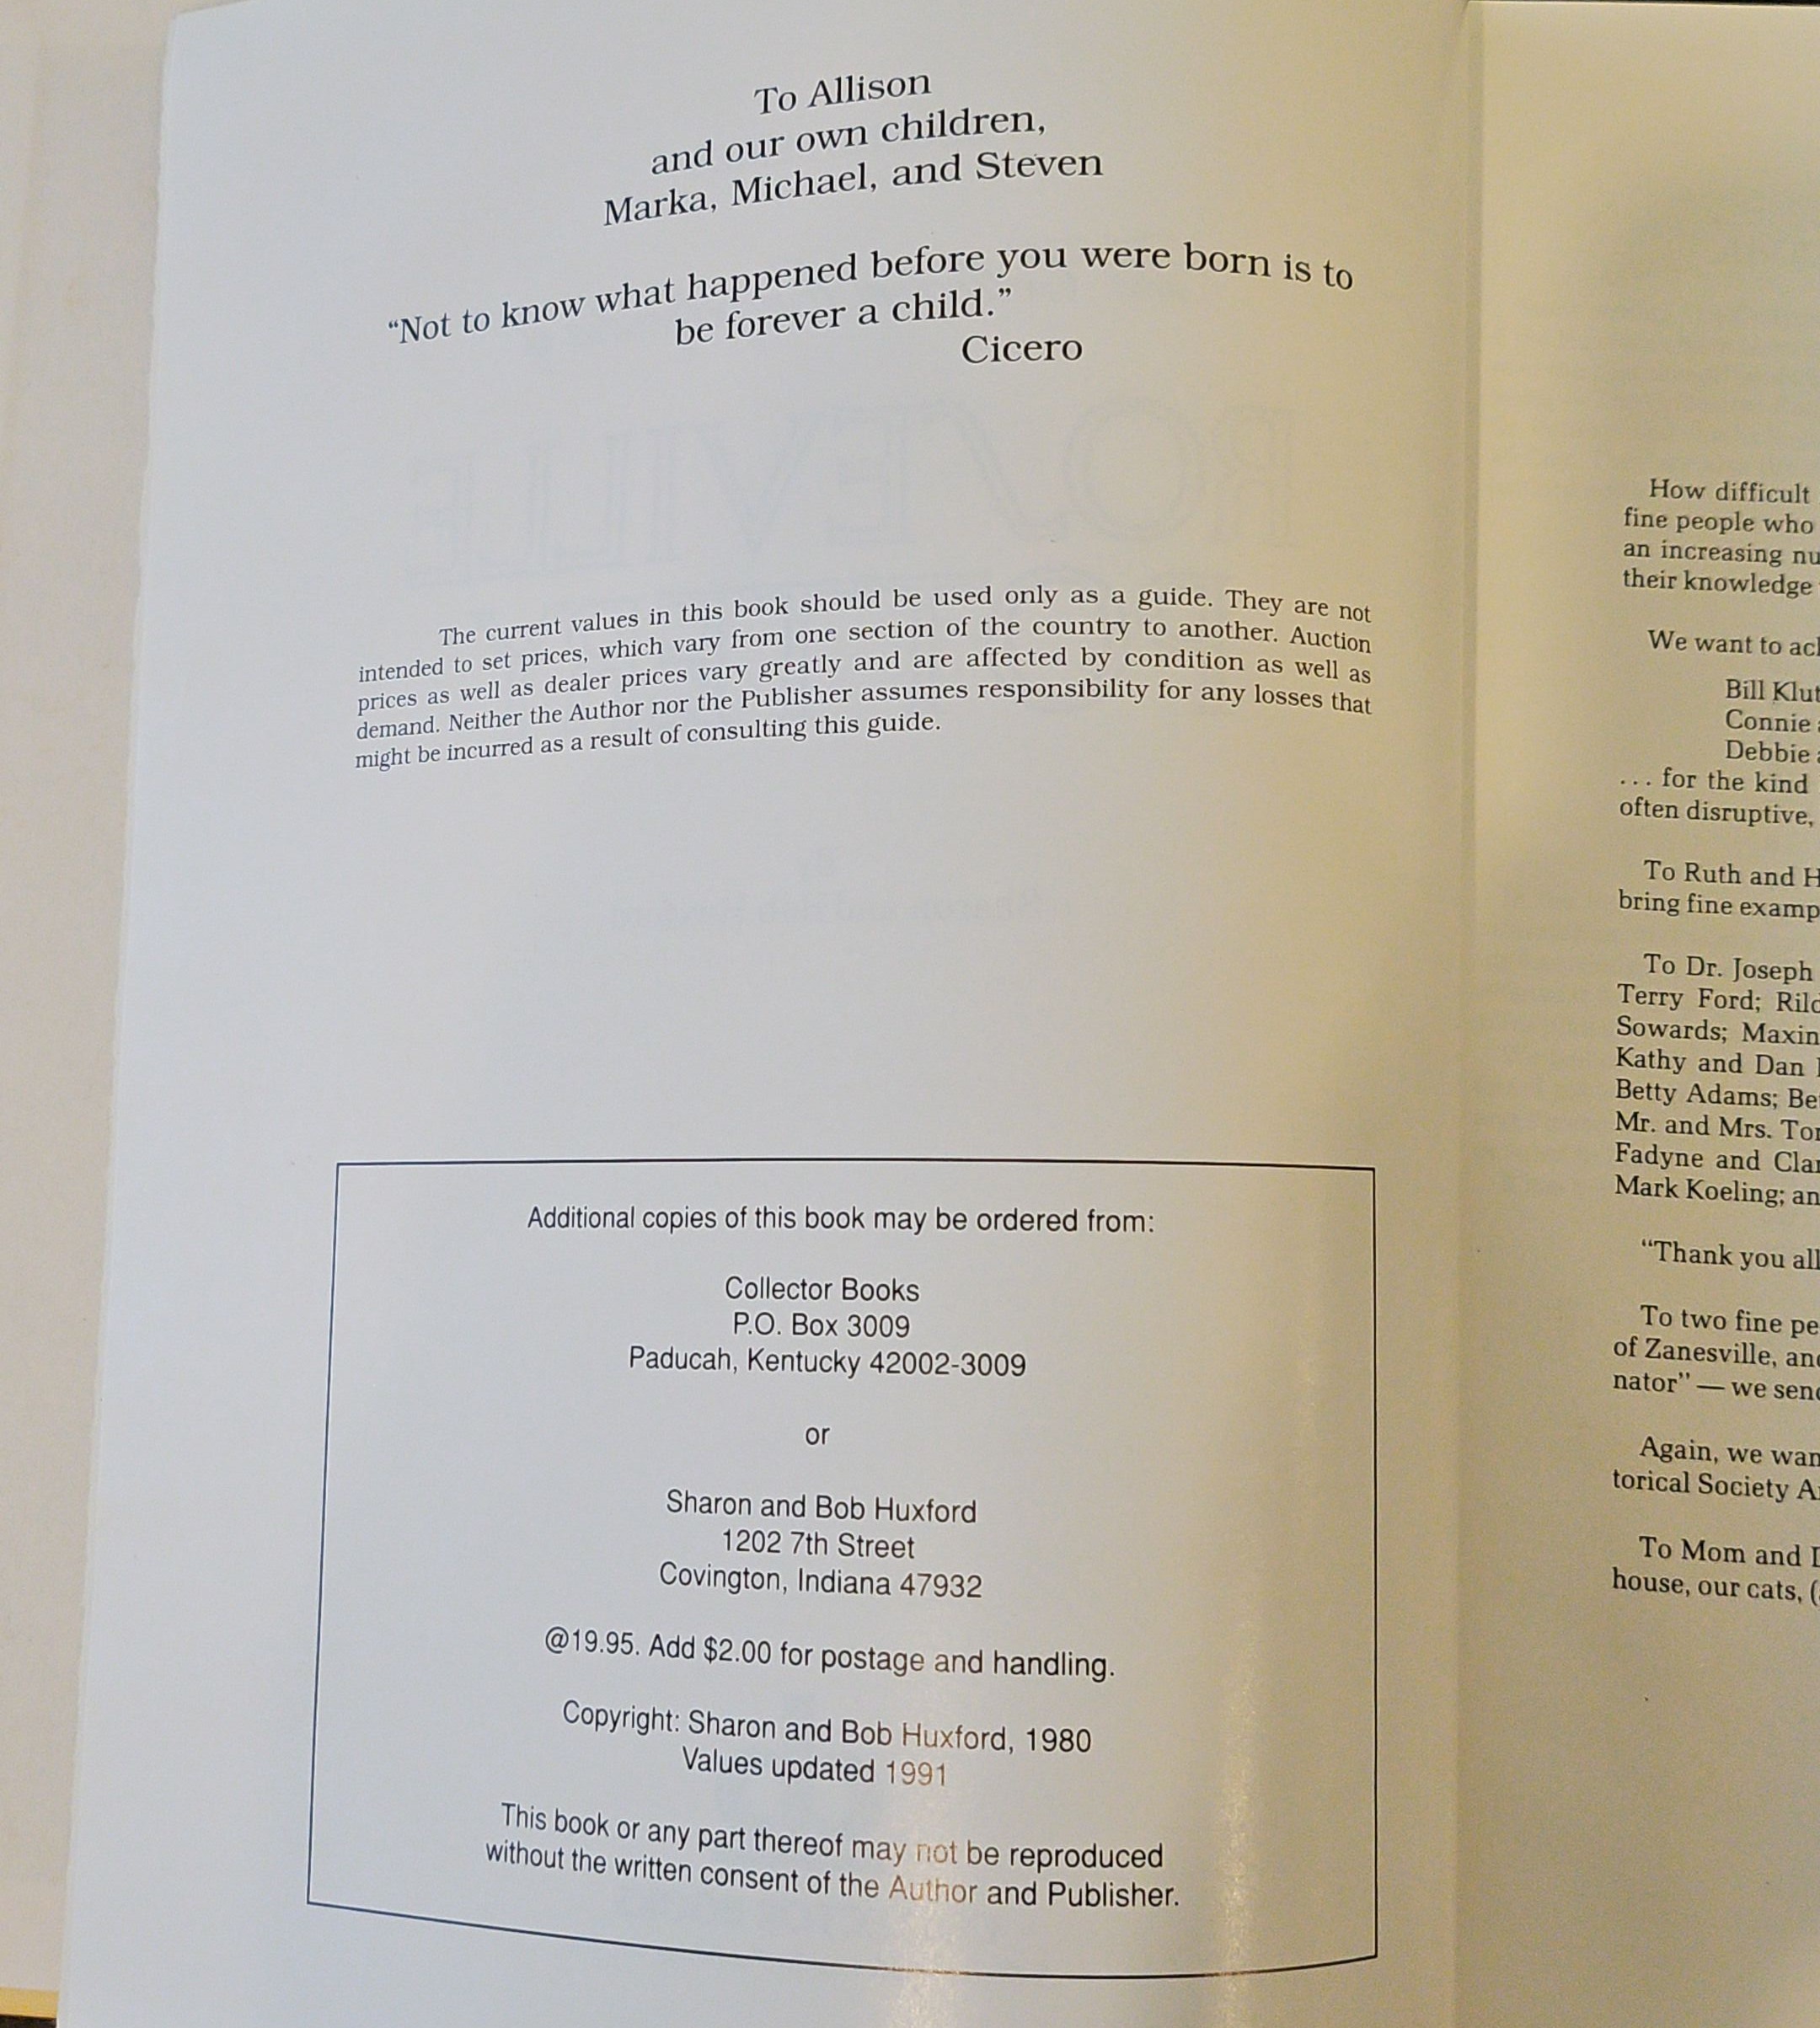 To Allison
and our own children,
Marka, Michael, and Steven
“Not to know what happened before you were born is to
be forever a child.”
Cicero
The current values in this book should be used only as a guide. They are not
intended to set prices, which vary from one section of the country to another. Auction
prices as well as dealer prices vary greatly and are affected by condition as well as
demand. Neither the Author nor the Publisher assumes responsibility for any losses that
might be incurred as a result of consulting this guide.
Additional copies of this book may be ordered from:
Collector Books
P.O. Box 3009
Paducah, Kentucky 42002-3009
or
Sharon and Bob Huxford
1202 7th Street
Covington, Indiana 47932
@19.95. Add $2.00 for postage and handling.
Copyright: Sharon and Bob Huxford, 1980
Values updated 1991
This book or any part thereof may not be reproduced
without the written consent of the Author and Publisher.
How difficult
fine people who
an increasing
their knowledge
We want to
Bill
Connie
Debbie
... for the kind
often disruptive,
To Ruth and
bring fine
To Dr. Joseph
Terry Ford;
Sowards;
Kathy and Dan
Betty Adams;
Mr. and Mrs.
Fadyne and
Mark Koeling;
“Thank you all
To two fine
of Zanesville,
nator” — we
Again, we
torical Society
To Mom and
house, our cats,